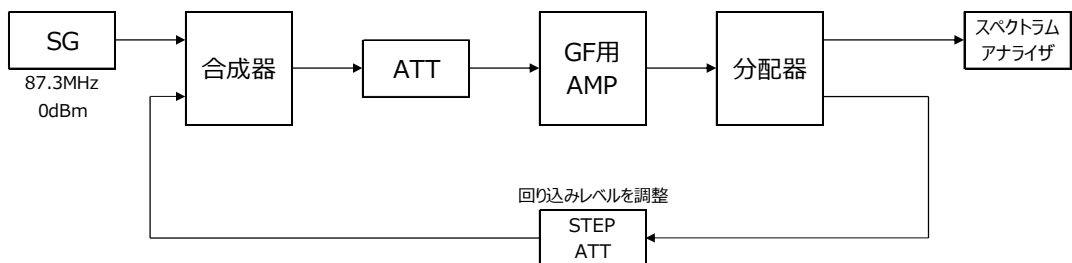 SG
87.3MHz
0dBm
合成器
ATT
GF用
AMP
分配器
スペクトラム
アナライザ
回り込みレベルを調整
STEP
ATT